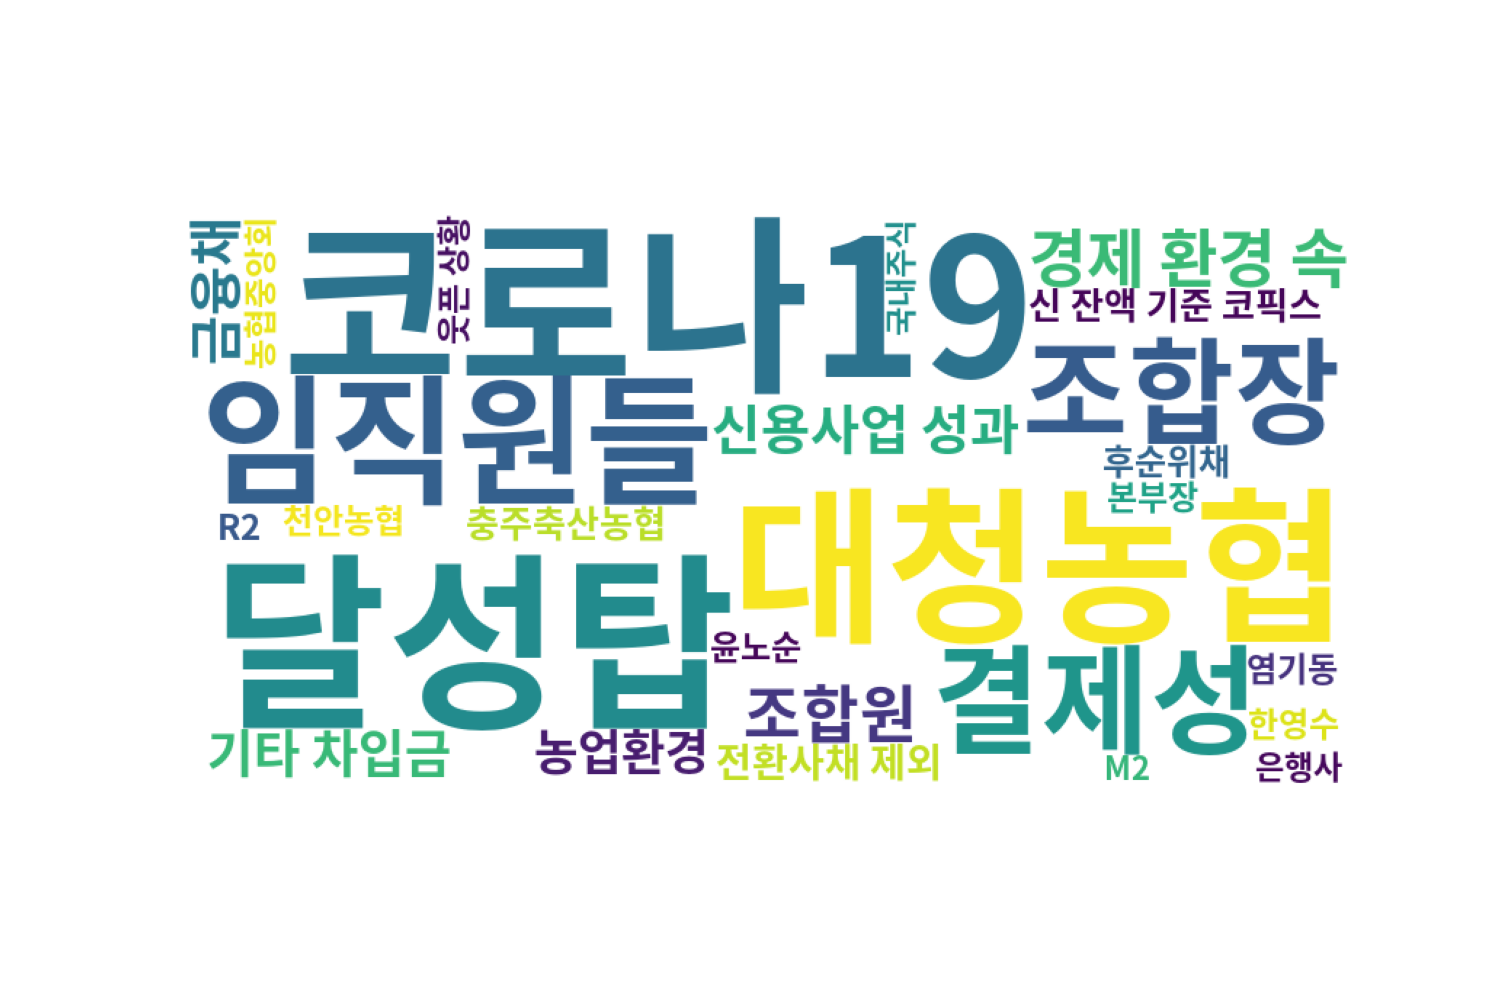 코로나19
금융채
농협중앙회
웃픈 상황
국내주식
경제 환경 속
신 잔액 기준 코픽스
임직원들
신용사업 성과
조합장
후순위채
본부장
R2
천안농협
충주축산농협
대청농협
달성탑
윤노순
조합원
결제성
염기동
한영수
기타 차입금
농업환경
전환사채 제외
M2
은행사